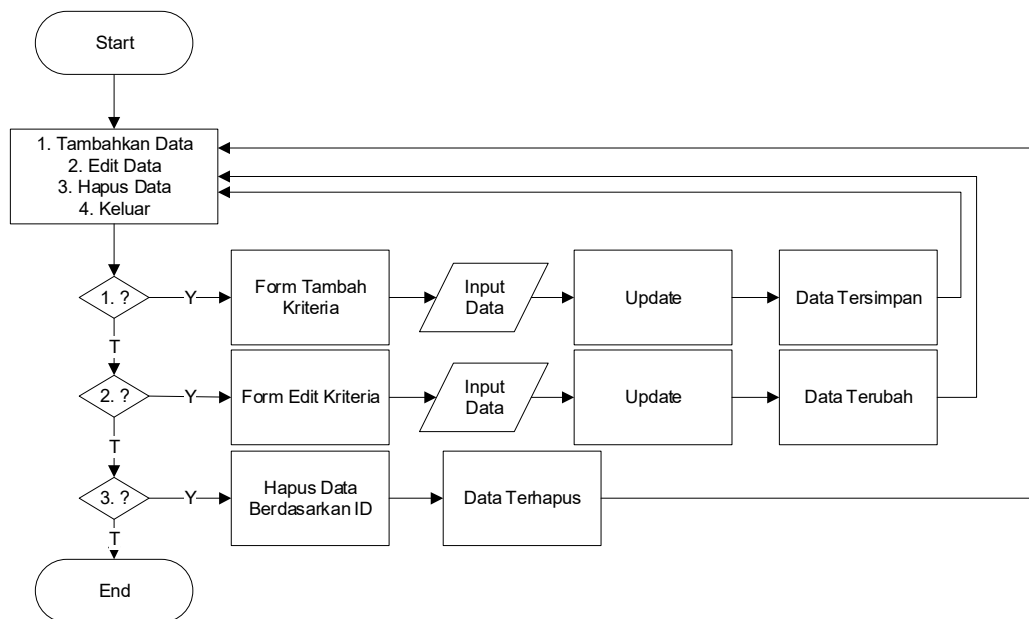 Start
1. Tambahkan Data
2. Edit Data
3. Hapus Data
4. Keluar
1. ?
Y
Form Tambah
Kriteria
Input
Data
Update
Data Tersimpan
T
2. ?
Y
Form Edit Kriteria
Input
Data
Update
Data Terubah
T
3. ?
Y
Hapus Data
Berdasarkan ID
Data Terhapus
T
End